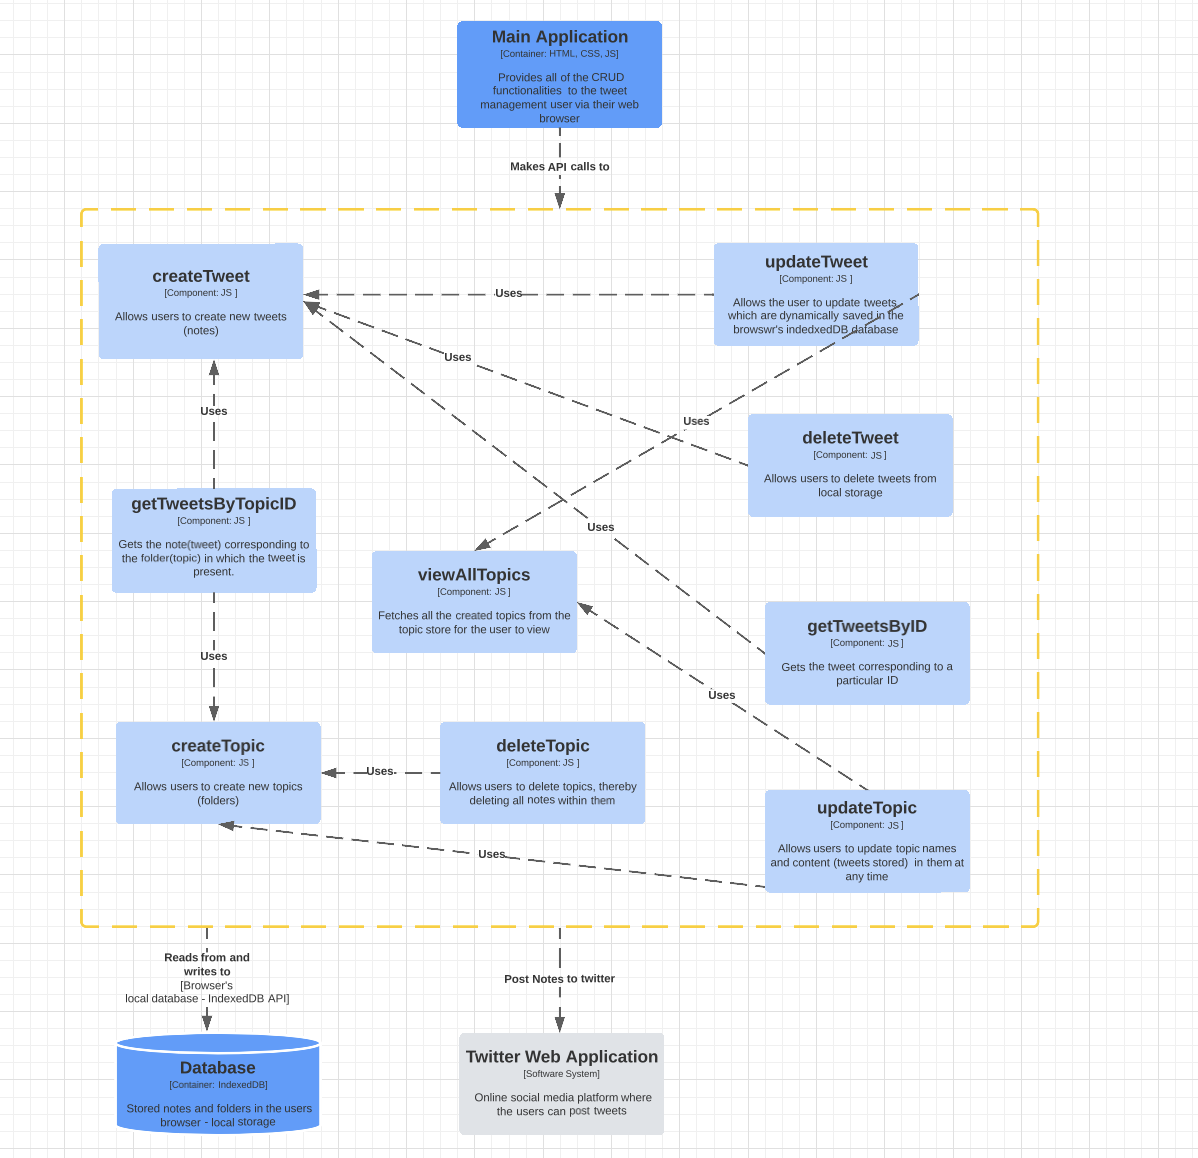 Main Application
[Container: HTML, CSS, JS]
Provides all of the CRUD
functionalities to the tweet
management user via their web
browser
Makes API calls to
createTweet
[Component: JS ]
Allows users to create new tweets
(notes)
updateTweet
[Component: JS ]
Allows the user to update tweets
which are dynamically saved in the
browswr's indedxedDB database
Uses
Uses
Uses
Uses
deleteTweet
[Component: JS ]
Allows users to delete tweets from
local storage
getTweetsByTopicID
[Component: JS ]
Gets the note(tweet) corresponding to
the folder(topic) in which the tweet is
present.
Uses
viewAllTopics
[Component: JS ]
Fetches all the created topics from the
topic store for the user to view
getTweetsByID
[Component: JS ]
Gets the tweet corresponding to a
particular ID
Uses
Uses
createTopic
[Component: JS ]
Allows users to create new topics
(folders)
deleteTopic
[Component: JS ]
Allows users to delete topics, thereby
deleting all notes within them
Uses
updateTopic
[Component: JS ]
Allows users to update topic names
and content (tweets stored) in them at
any time
Uses
Reads from and
writes to
[Browser's
local database - IndexedDB API]
Post Notes to twitter
Database
[Container: IndexedDB]
Stored notes and folders in the users
browser - local storage
Twitter Web Application
[Software System]
Online social media platform where
the users can post tweets